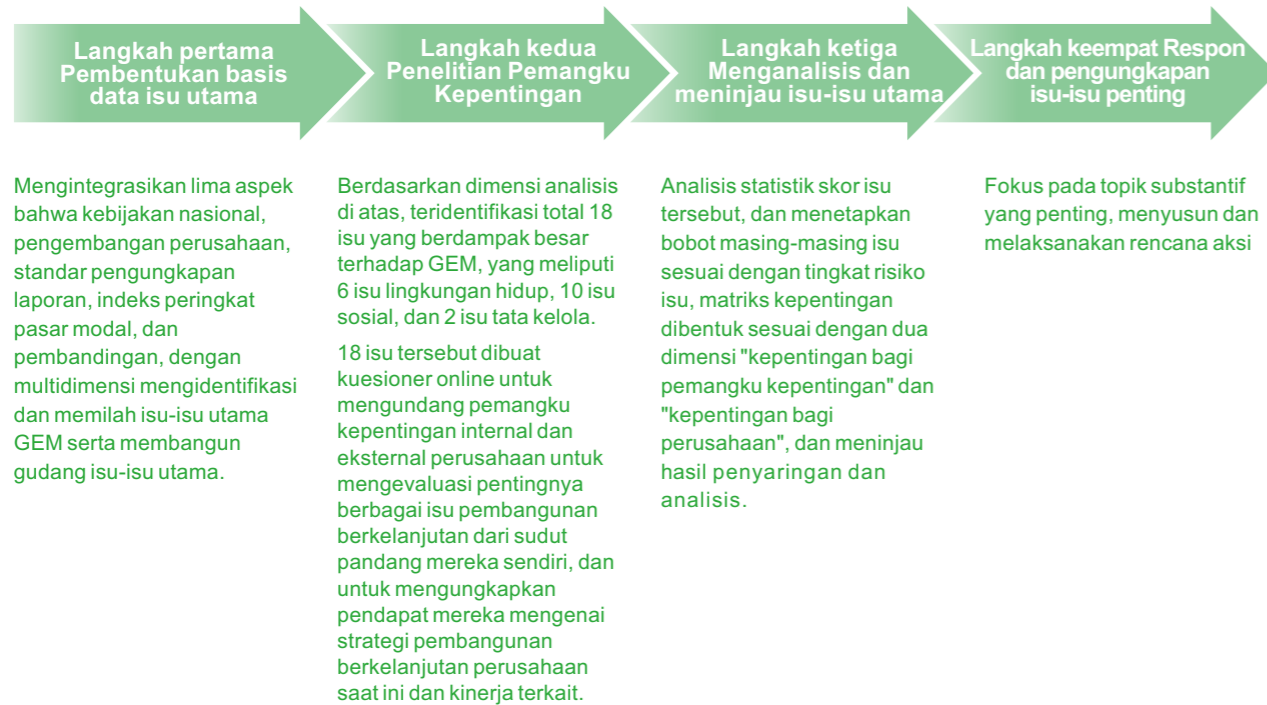 Langkah pertama
Pembentukan basis
data isu utama
Langkah kedua
Penelitian Pemangku
Kepentingan
Langkah ketiga
Menganalisis dan
meninjau isu-isu utama
Langkah keempat Respon
dan pengungkapan
isu-isu penting
Mengintegrasikan lima aspek
bahwa kebijakan nasional,
pengembangan perusahaan,
standar pengungkapan
laporan, indeks peringkat
pasar modal, dan
pembandingan, dengan
multidimensi mengidentifikasi
dan memilah isu-isu utama
GEM serta membangun
gudang isu-isu utama.
Berdasarkan dimensi analisis
di atas, teridentifikasi total 18
isu yang berdampak besar
terhadap GEM, yang meliputi
6 isu lingkungan hidup, 10 isu
sosial, dan 2 isu tata kelola.
18 isu tersebut dibuat
kuesioner online untuk
mengundang pemangku
kepentingan internal dan
eksternal perusahaan untuk
mengevaluasi pentingnya
berbagai isu pembangunan
berkelanjutan dari sudut
pandang mereka sendiri, dan
untuk mengungkapkan
pendapat mereka mengenai
strategi pembangunan
berkelanjutan perusahaan
saat ini dan kinerja terkait.
Analisis statistik skor isu
tersebut, dan menetapkan
bobot masing-masing isu
sesuai dengan tingkat risiko
isu, matriks kepentingan
dibentuk sesuai dengan dua
dimensi "kepentingan bagi
pemangku kepentingan" dan
"kepentingan bagi
perusahaan", dan meninjau
hasil penyaringan dan
analisis.
Fokus pada topik substantif
yang penting, menyusun dan
melaksanakan rencana aksi